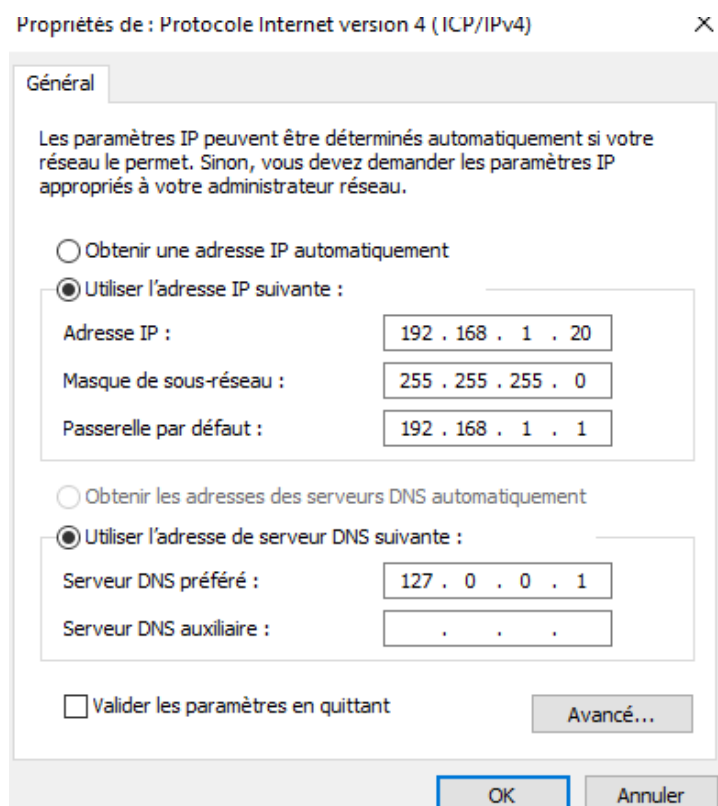 Propriétés de : Protocole Internet version 4 (TCP/IPv4)
Général
Les paramètres IP peuvent être déterminés automatiquement si votre
réseau le permet. Sinon, vous devez demander les paramètres IP
appropriés à votre administrateur réseau.
Obtenir une adresse IP automatiquement
Utiliser l'adresse IP suivante :
Adresse IP : 192 . 168 . 1 . 20
Masque de sous-réseau : 255 . 255 . 255 . 0
Passerelle par défaut : 192 . 168 . 1 . 1
Obtenir les adresses des serveurs DNS automatiquement
Utiliser l'adresse de serveur DNS suivante :
Serveur DNS préféré : 127 . 0 . 0 . 1
Serveur DNS auxiliaire : . . .
Valider les paramètres en quittant
Avancé...
OK Annuler